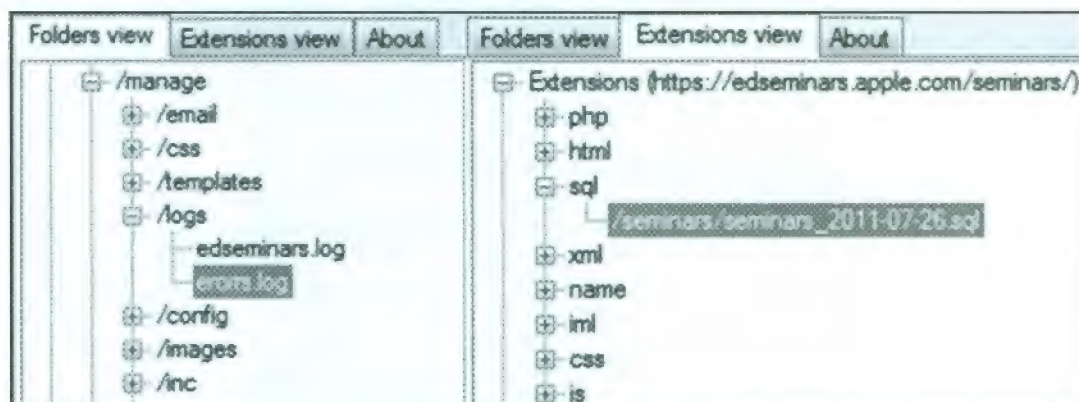 Folders view Extensions view About
/manage
/email
/css
/templates
/logs
edseminars.log
/config
/images
/inc
Folders view Extensions view About
Extensions (https://edseminars.apple.com/seminars/)
php
html
sql
/seminars/seminars_2011-07-26.sql
xml
name
iml
css
js